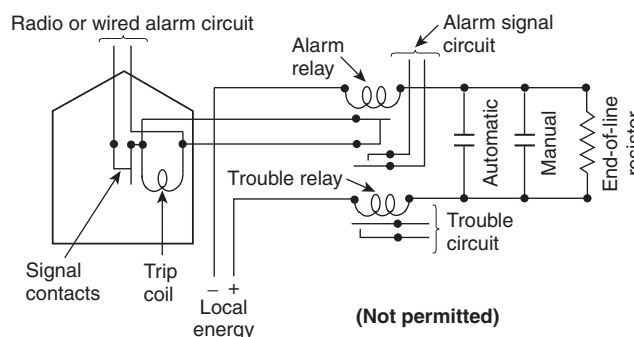 Radio or wired alarm circuit
Alarm signal
circuit
Alarm
relay
Automatic
Manual
End-of-line
resistor
Trouble relay
Trouble
circuit
Signal
contacts
Trip
coil
– +
Local
energy
(Not permitted)